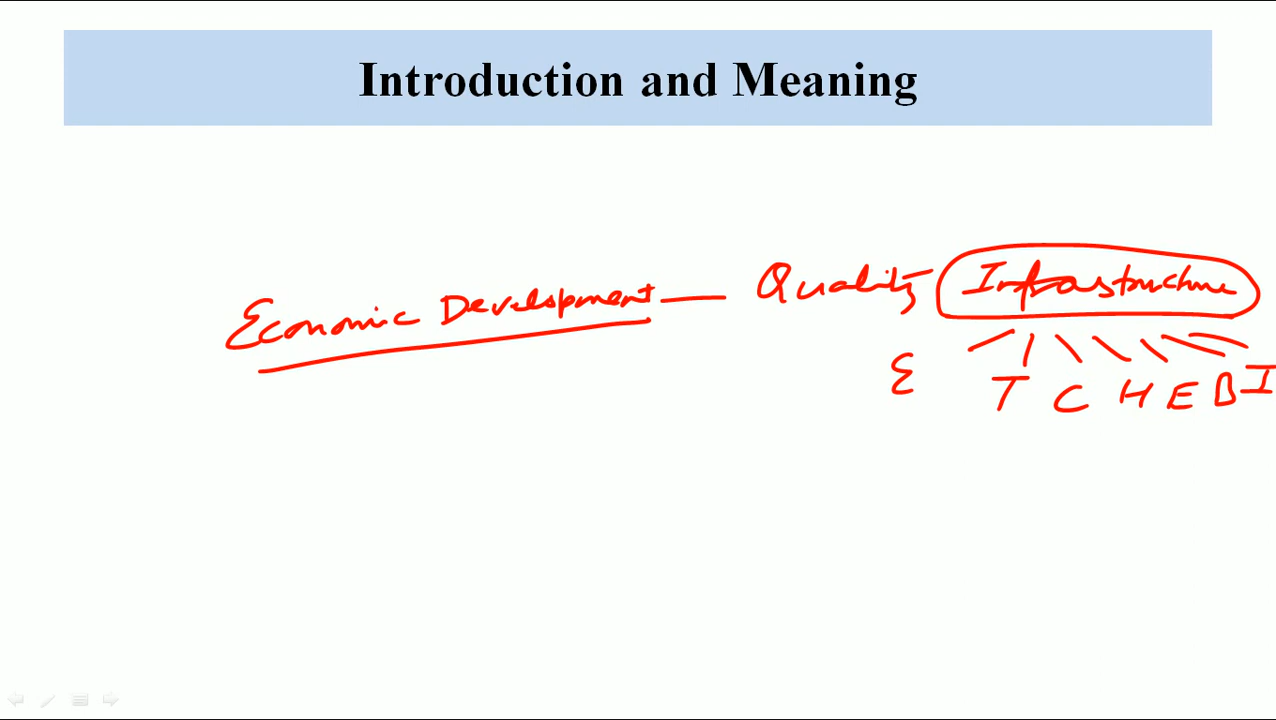 Introduction and Meaning
Economic Development — Quality Infrastructure
E T C H E B I